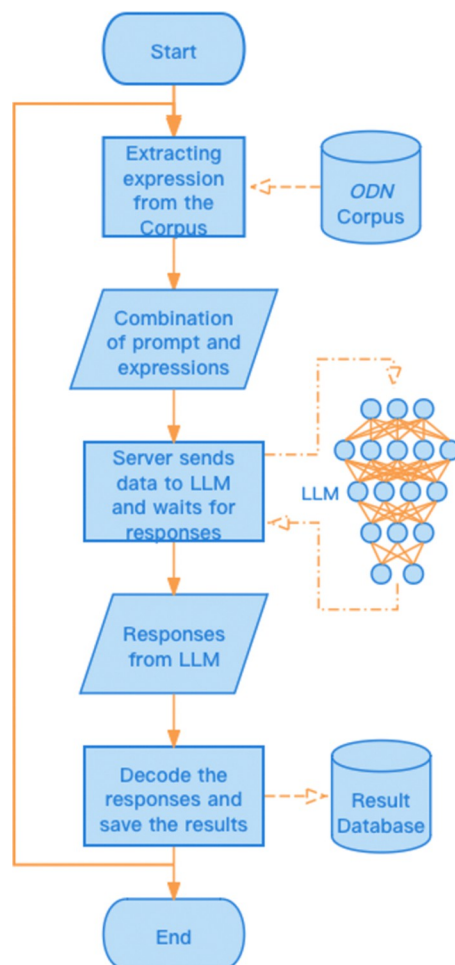 Start
Extracting
expression
from the
Corpus
ODN
Corpus
Combination
of prompt and
expressions
Server sends
data to LLM
and waits for
responses
LLM
Responses
from LLM
Decode the
responses and
save the results
Result
Database
End